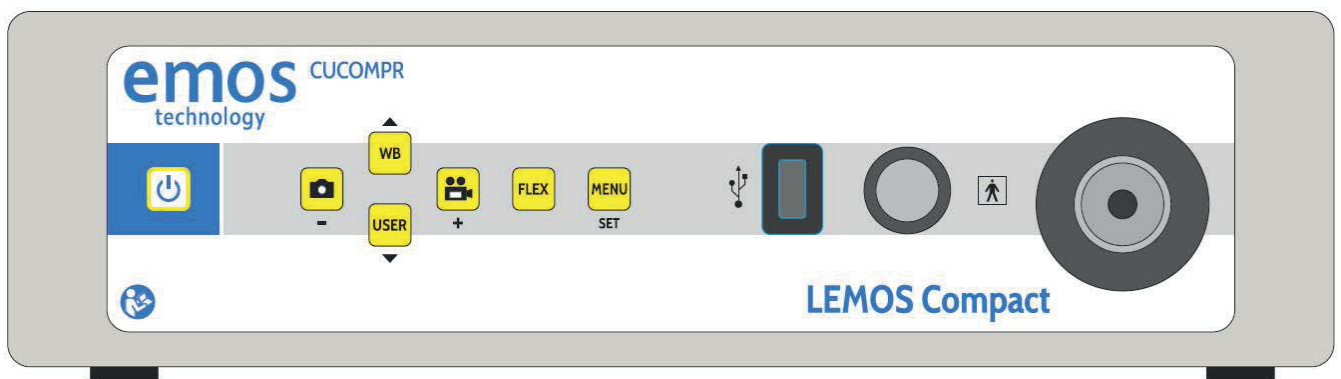 emos CUCOMPR
technology
WB
FLEX
MENU
-
USER
+
SET
LEMOS Compact